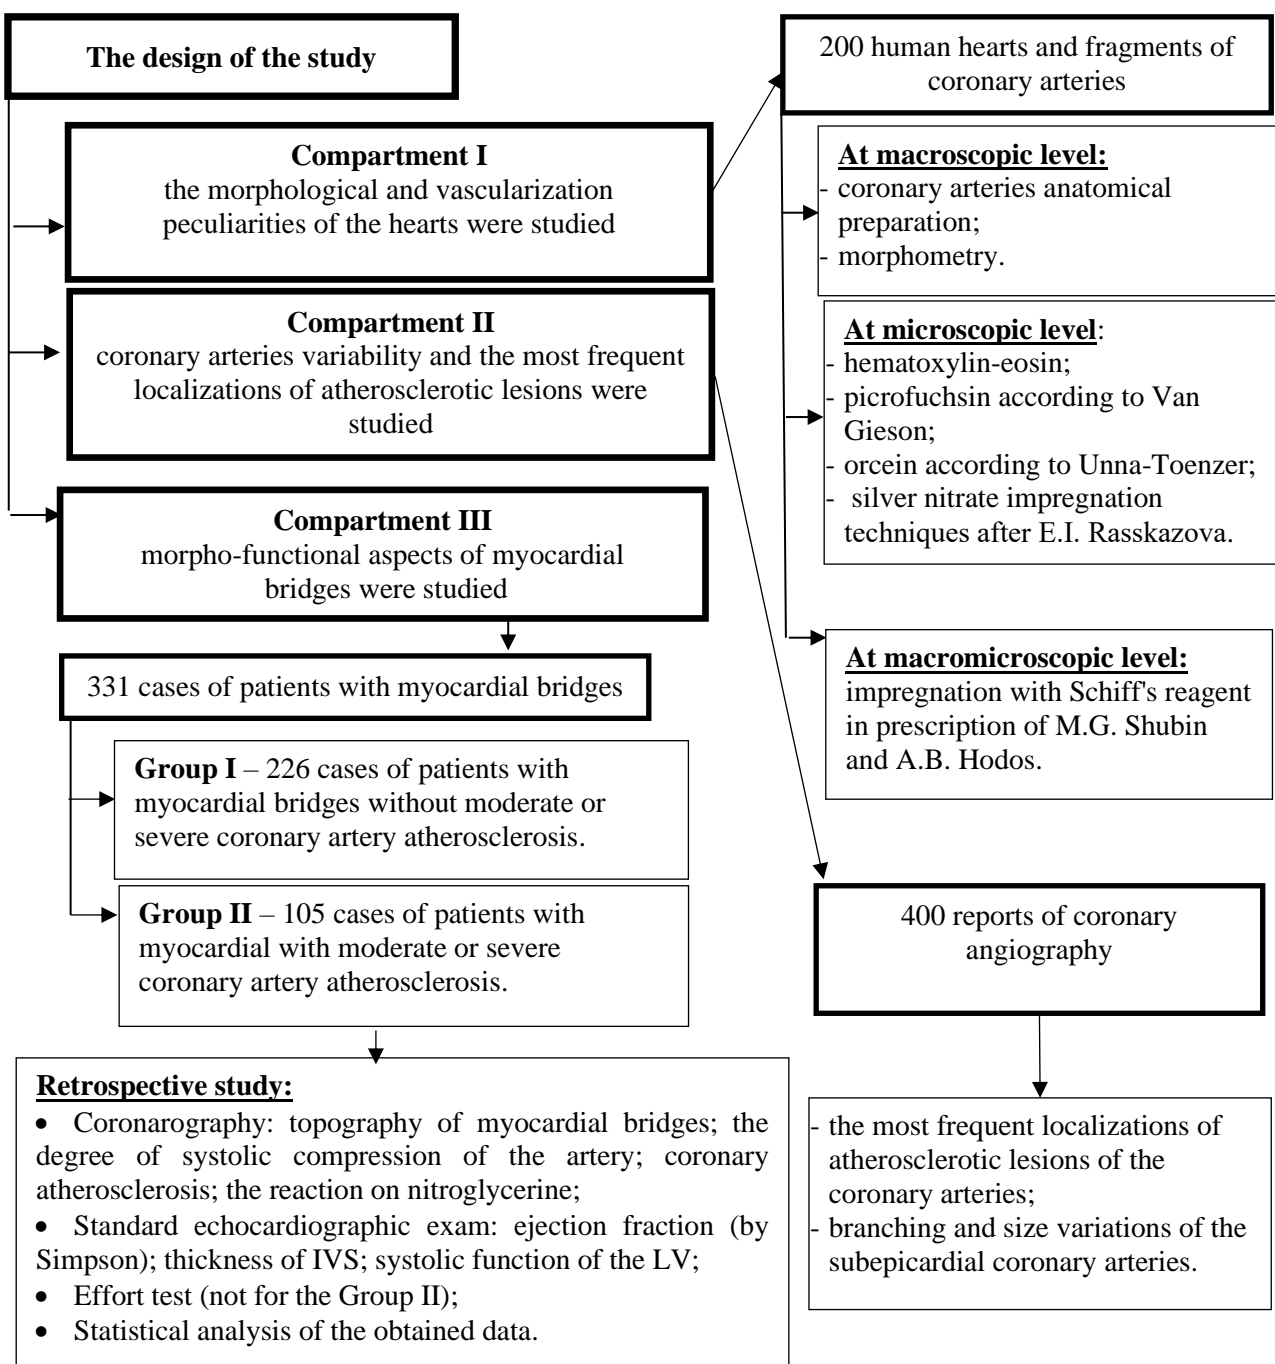 The design of the study
Compartment I
the morphological and vascularization
peculiarities of the hearts were studied
Compartment II
coronary arteries variability and the most frequent
localizations of atherosclerotic lesions were
studied
Compartment III
morpho-functional aspects of myocardial
bridges were studied
331 cases of patients with myocardial bridges
Group I – 226 cases of patients with
myocardial bridges without moderate or
severe coronary artery atherosclerosis.
Group II – 105 cases of patients with
myocardial with moderate or severe
coronary artery atherosclerosis.
Retrospective study:
• Coronarography: topography of myocardial bridges; the
degree of systolic compression of the artery; coronary
atherosclerosis; the reaction on nitroglycerine;
• Standard echocardiographic exam: ejection fraction (by
Simpson); thickness of IVS; systolic function of the LV;
• Effort test (not for the Group II);
• Statistical analysis of the obtained data.
200 human hearts and fragments of
coronary arteries
At macroscopic level:
- coronary arteries anatomical
preparation;
- morphometry.
At microscopic level:
- hematoxylin-eosin;
- picrofuchsin according to Van
Gieson;
- orcein according to Unna-Toenzer;
- silver nitrate impregnation
techniques after E.I. Rasskazova.
At macromicroscopic level:
impregnation with Schiff's reagent
in prescription of M.G. Shubin
and A.B. Hodos.
400 reports of coronary
angiography
- the most frequent localizations of
atherosclerotic lesions of the
coronary arteries;
- branching and size variations of the
subepicardial coronary arteries.